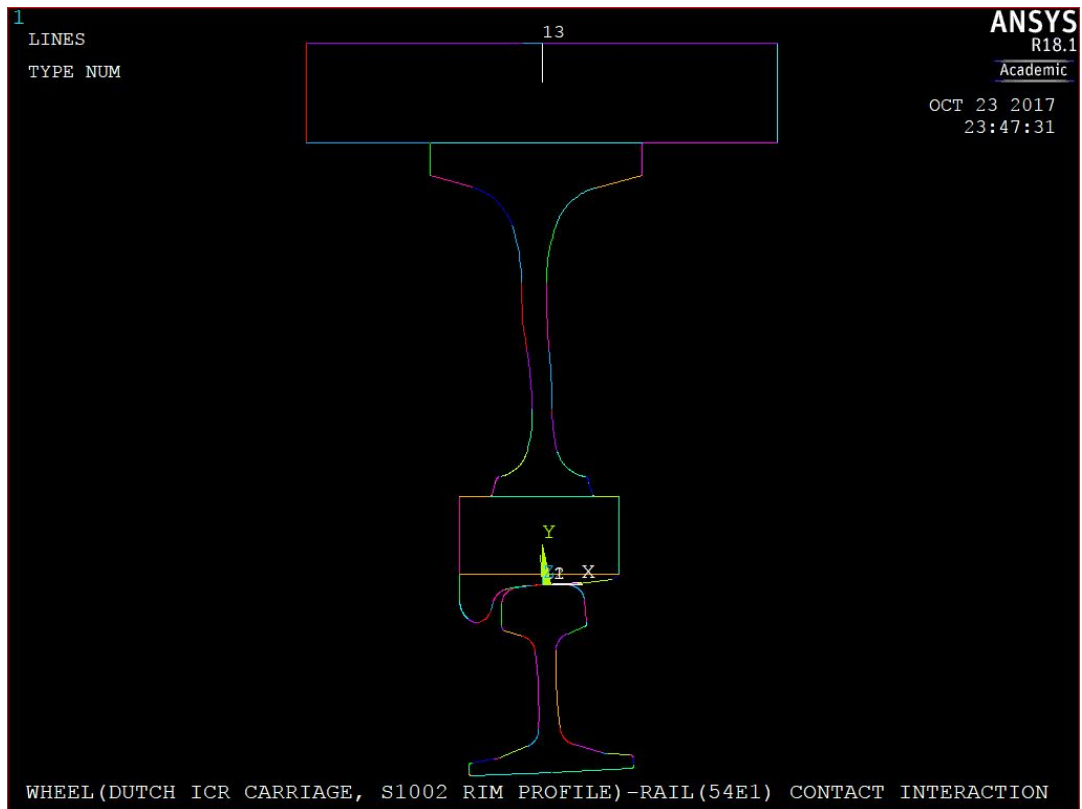 1
LINES
TYPE NUM
13
ANSYS
R18.1
Academic
OCT 23 2017
23:47:31
Y
X
WHEEL(DUTCH ICR CARRIAGE, S1002 RIM PROFILE)-RAIL(54E1) CONTACT INTERACTION